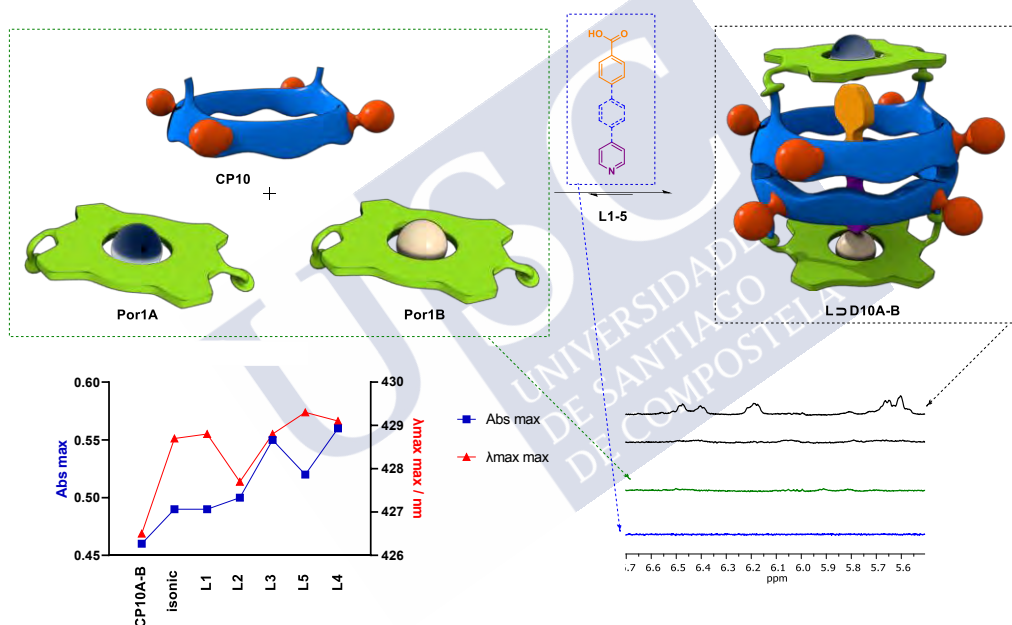 HO
O
N
CP10
+
Por1A
Por1B
L1-5
L⊃D10A-B
USC
UNIVERSIDADE
DE SANTIAGO
DE COMPOSTELA
0.60
0.55
0.50
0.45
Abs max
430
429
428
427
426
λmax max / nm
CP10A-B
isonic
L1
L2
L3
L5
L4
Abs max
λmax max
.7 6.6 6.5 6.4 6.3 6.2 6.1 6.0 5.9 5.8 5.7 5.6
ppm